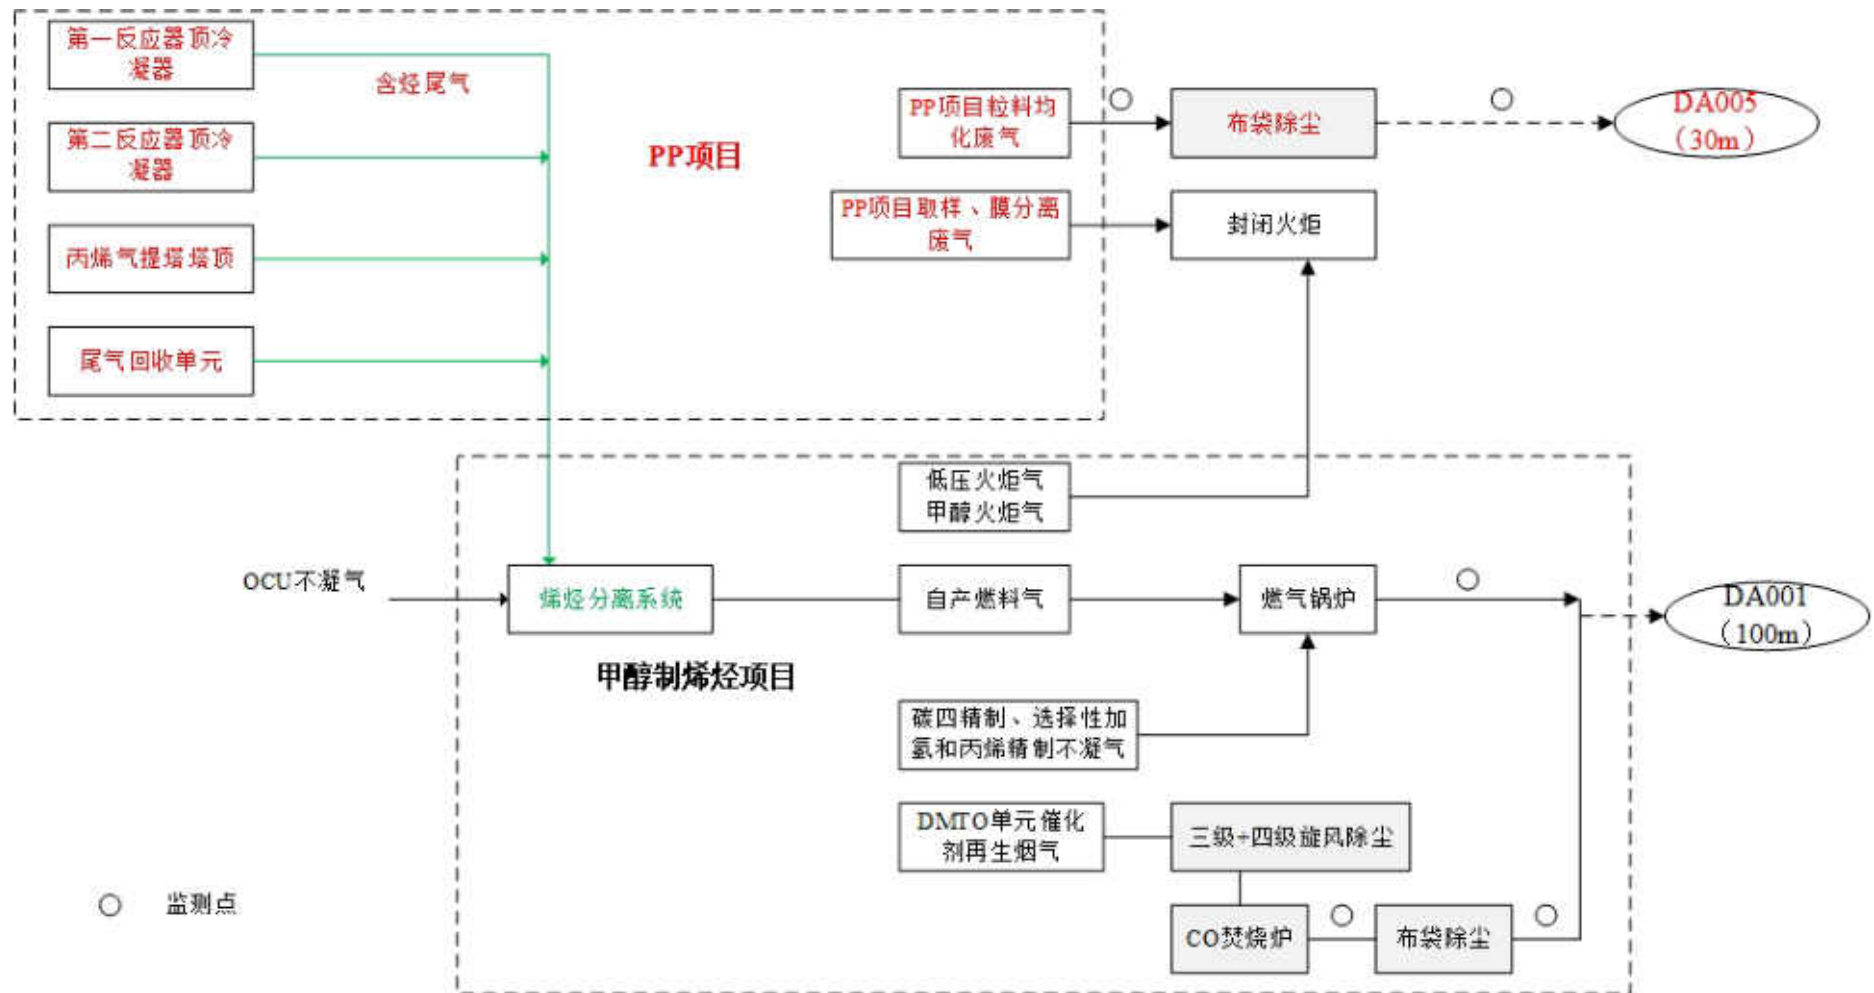 第一反应器顶冷
凝器
含烃尾气
第二反应器顶冷
凝器
丙烯气提塔塔顶
尾气回收单元
PP项目
PP项目粒料均
化废气
布袋除尘
DA005
（30m）
PP项目取样、膜分离
废气
封闭火炬
低压火炬气
甲醇火炬气
OCU不凝气
烯烃分离系统
自产燃料气
燃气锅炉
DA001
（100m）
甲醇制烯烃项目
碳四精制、选择性加
氢和丙烯精制不凝气
DMTO单元催化
剂再生烟气
三级+四级旋风除尘
CO焚烧炉
布袋除尘
监测点